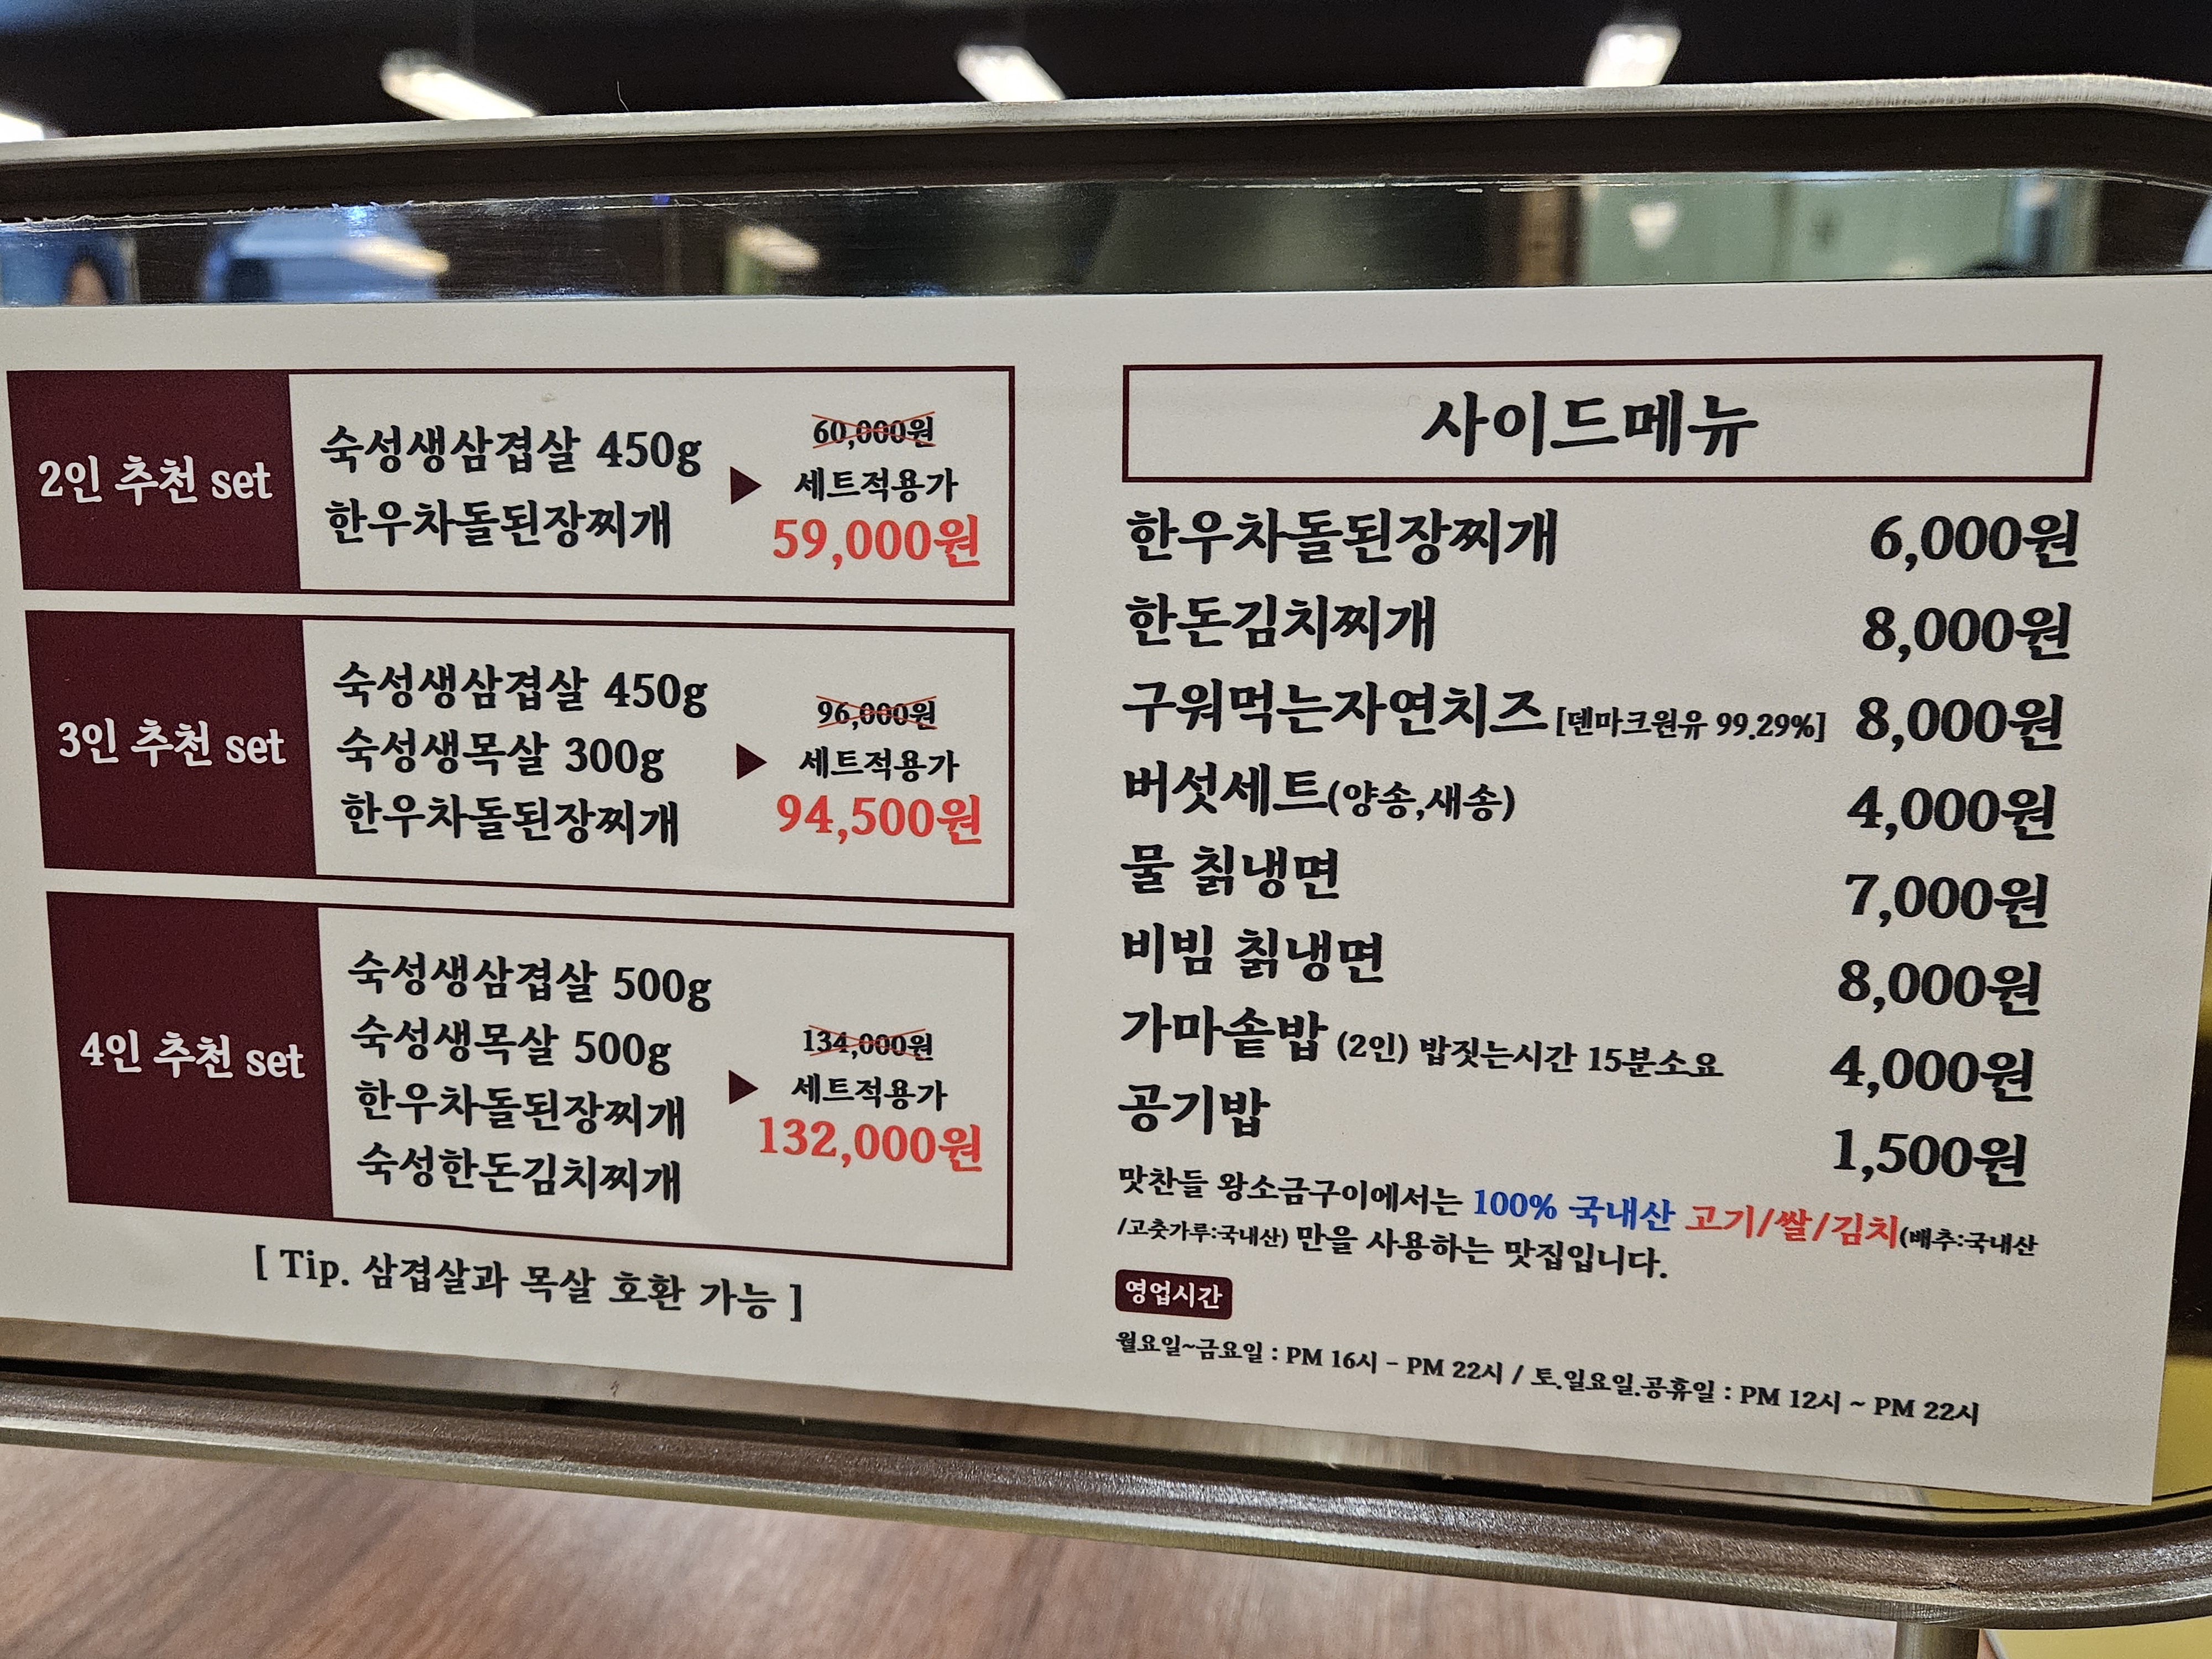 2인 추천 set
숙성생삼겹살 450g
한우차돌된장찌개
60,000원
세트적용가
59,000원
3인 추천 set
숙성생삼겹살 450g
숙성생목살 300g
한우차돌된장찌개
96,000원
세트적용가
94,500원
4인 추천 set
숙성생삼겹살 500g
숙성생목살 500g
한우차돌된장찌개
숙성한돈김치찌개
134,000원
세트적용가
132,000원
[ Tip. 삼겹살과 목살 호환 가능 ]
사이드메뉴
한우차돌된장찌개 6,000원
한돈김치찌개 8,000원
구워먹는자연치즈 [덴마크원유 99.29%] 8,000원
버섯세트(양송,새송) 4,000원
물 칡냉면 7,000원
비빔 칡냉면 8,000원
가마솥밥 (2인) 밥짓는시간 15분소요 4,000원
공기밥 1,500원
맛찬들 왕소금구이에서는 100% 국내산 고기/쌀/김치(배추:국내산
/고춧가루:국내산) 만을 사용하는 맛집입니다.
영업시간
월요일~금요일 : PM 16시 - PM 22시 / 토.일요일.공휴일 : PM 12시 ~ PM 22시